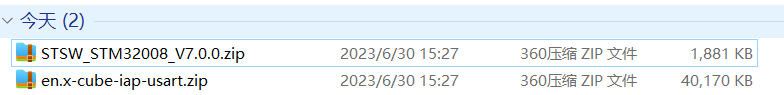 今天 (2)
STSW_STM32008_V7.0.0.zip 2023/6/30 15:27 360压缩 ZIP 文件 1,881 KB
en.x-cube-iap-usart.zip 2023/6/30 15:27 360压缩 ZIP 文件 40,170 KB